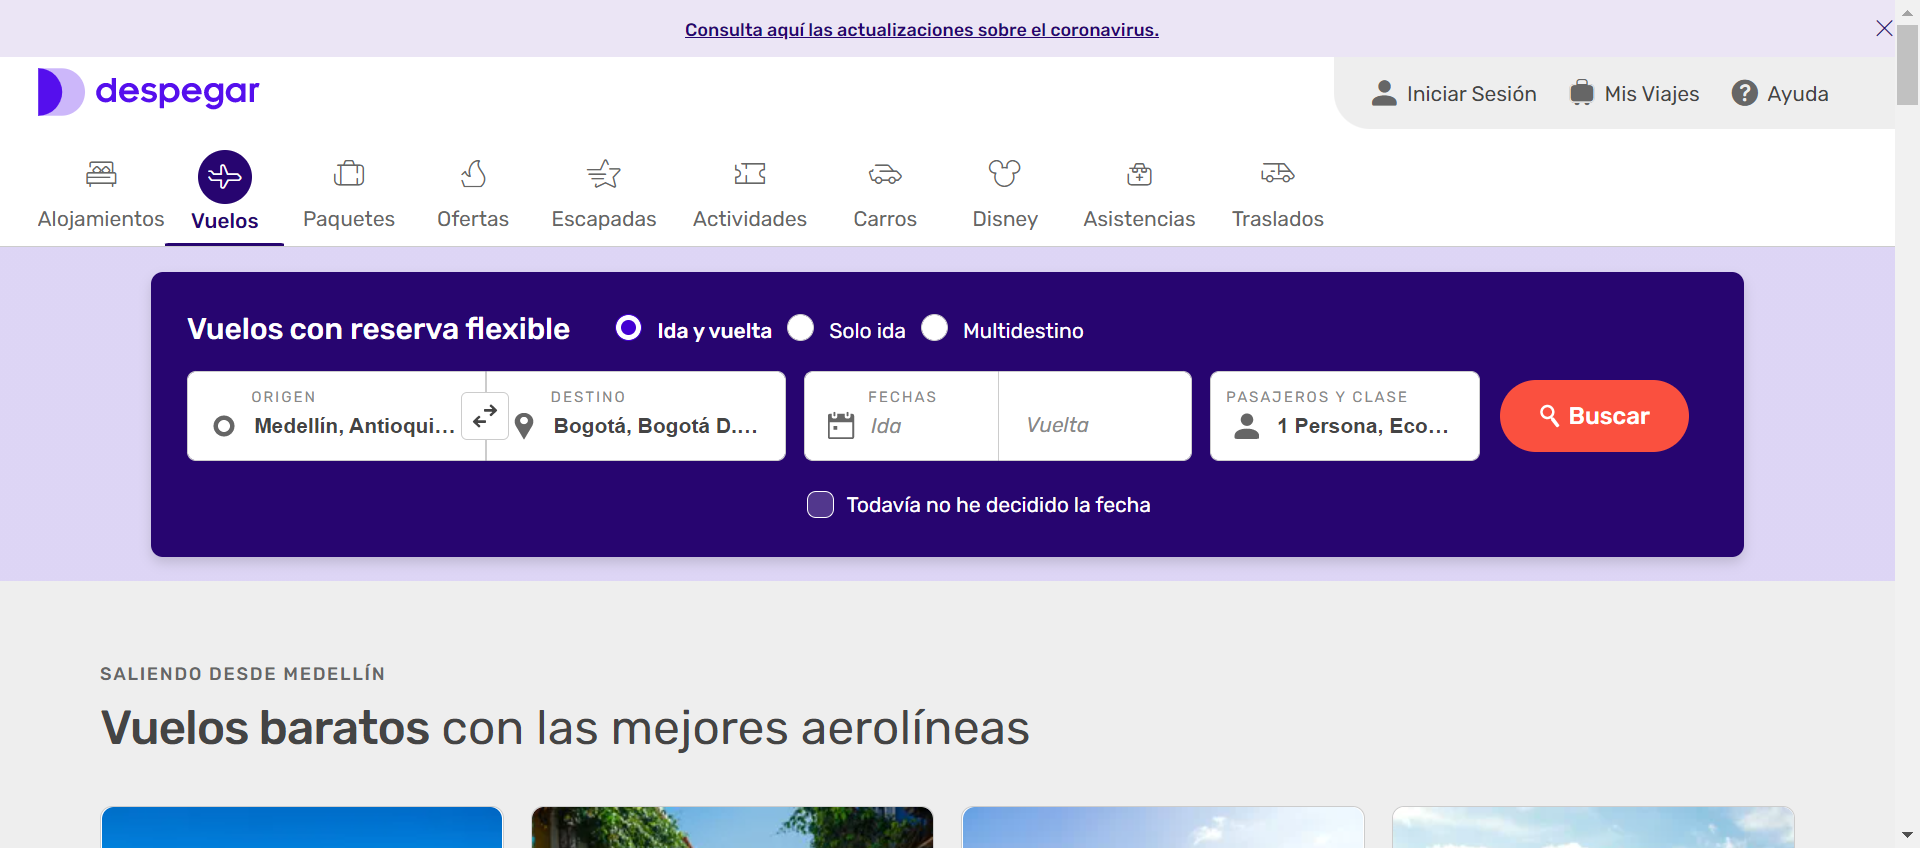 Consulta aquí las actualizaciones sobre el coronavirus.
despegar
Iniciar Sesión
Mis Viajes
Ayuda
Alojamientos
Vuelos
Paquetes
Ofertas
Escapadas
Actividades
Carros
Disney
Asistencias
Traslados
Vuelos con reserva flexible
Ida y vuelta
Solo ida
Multidestino
ORIGEN
Medellín, Antioqui...
DESTINO
Bogotá, Bogotá D....
FECHAS
Ida
Vuelta
PASAJEROS Y CLASE
1 Persona, Eco...
Buscar
Todavía no he decidido la fecha
SALIENDO DESDE MEDELLÍN
Vuelos baratos con las mejores aerolíneas